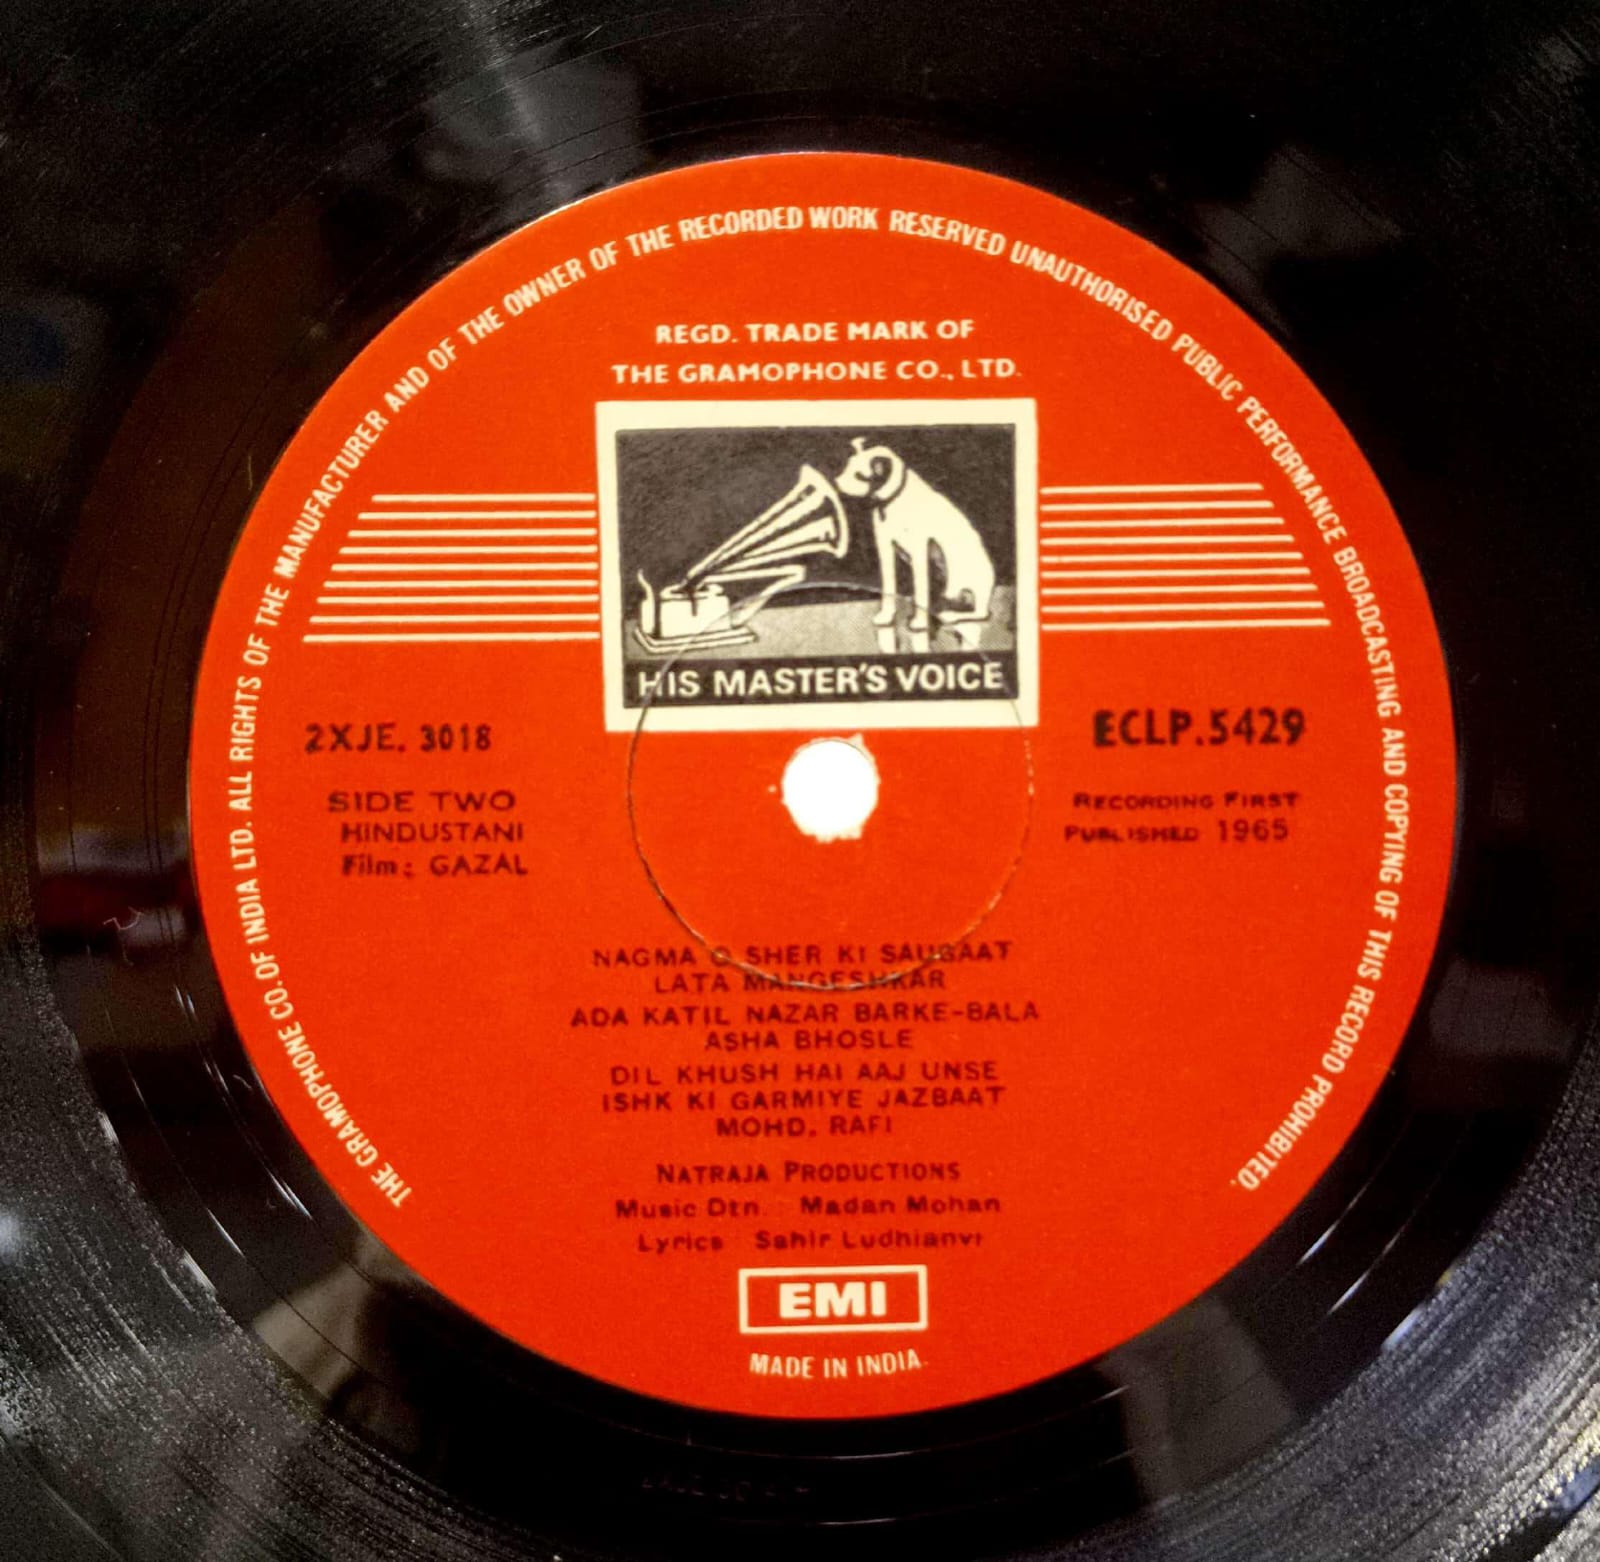 THE GRAMOPHONE CO. OF INDIA LTD. ALL RIGHTS OF THE MANUFACTURER AND OF THE OWNER OF THE RECORDED WORK RESERVED UNAUTHORISED PUBLIC PERFORMANCE BROADCASTING AND COPYING OF THIS RECORD PROHIBITED.
REGD. TRADE MARK OF
THE GRAMOPHONE CO., LTD.
HIS MASTER'S VOICE
2XJE. 3018
SIDE TWO
HINDUSTANI
Film: GAZAL
ECLP.5429
RECORDING FIRST
PUBLISHED 1965
NAGMA O SHER KI SAUGAAT
LATA MANGESHKAR
ADA KATIL NAZAR BARKE-BALA
ASHA BHOSLE
DIL KHUSH HAI AAJ UNSE
ISHK KI GARMIYE JAZBAAT
MOHD. RAFI
NATRAJA PRODUCTIONS
Music Dtn. : Madan Mohan
Lyrics : Sahir Ludhianvi
EMI
MADE IN INDIA.